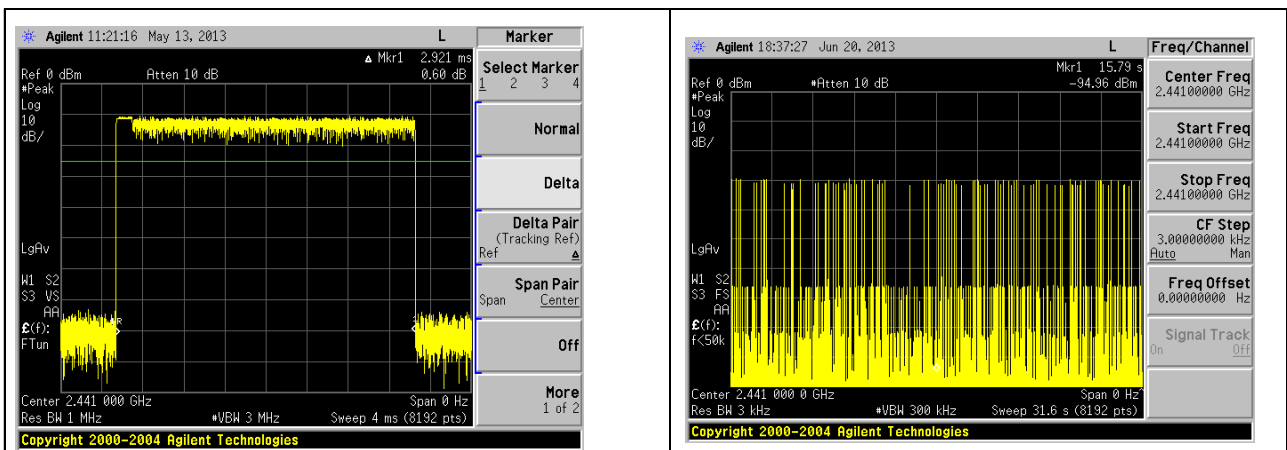 Agilent 11:21:16 May 13, 2013 L
Marker
Δ Mkr1 2.921 ms
Ref 0 dBm Atten 10 dB 0.60 dB
#Peak
Log
10
dB/
LgAv
W1 S2
S3 VS
AA
£(f):
FTun
R
Center 2.441 000 GHz Span 0 Hz
Res BW 1 MHz #VBW 3 MHz Sweep 4 ms (8192 pts)
Copyright 2000-2004 Agilent Technologies
Select Marker
1 2 3 4
Normal
Delta
Delta Pair
(Tracking Ref)
Ref Δ
Span Pair
Span Center
Off
More
1 of 2
Agilent 18:37:27 Jun 20, 2013 L
Freq/Channel
Mkr1 15.79 s
Ref 0 dBm #Atten 10 dB -94.96 dBm
#Peak
Log
10
dB/
LgAv
W1 S2
S3 FS
AA
£(f):
f<50k
Center 2.441 000 0 GHz Span 0 Hz^
Res BW 3 kHz #VBW 300 kHz Sweep 31.6 s (8192 pts)
Copyright 2000-2004 Agilent Technologies
Center Freq
2.44100000 GHz
Start Freq
2.44100000 GHz
Stop Freq
2.44100000 GHz
CF Step
3.00000000 kHz
Auto Man
Freq Offset
0.00000000 Hz
Signal Track
On Off